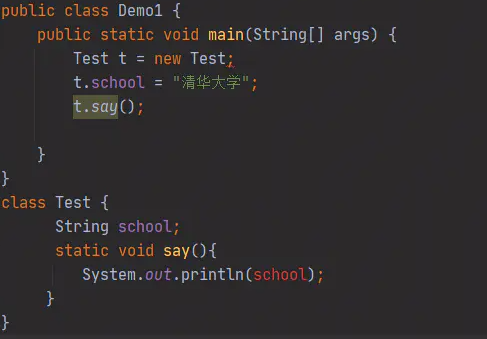 public class Demo1 {
public static void main(String[] args) {
Test t = new Test;
t.school = "清华大学";
t.say();
}
}
class Test {
String school;
static void say(){
System.out.println(school);
}
}